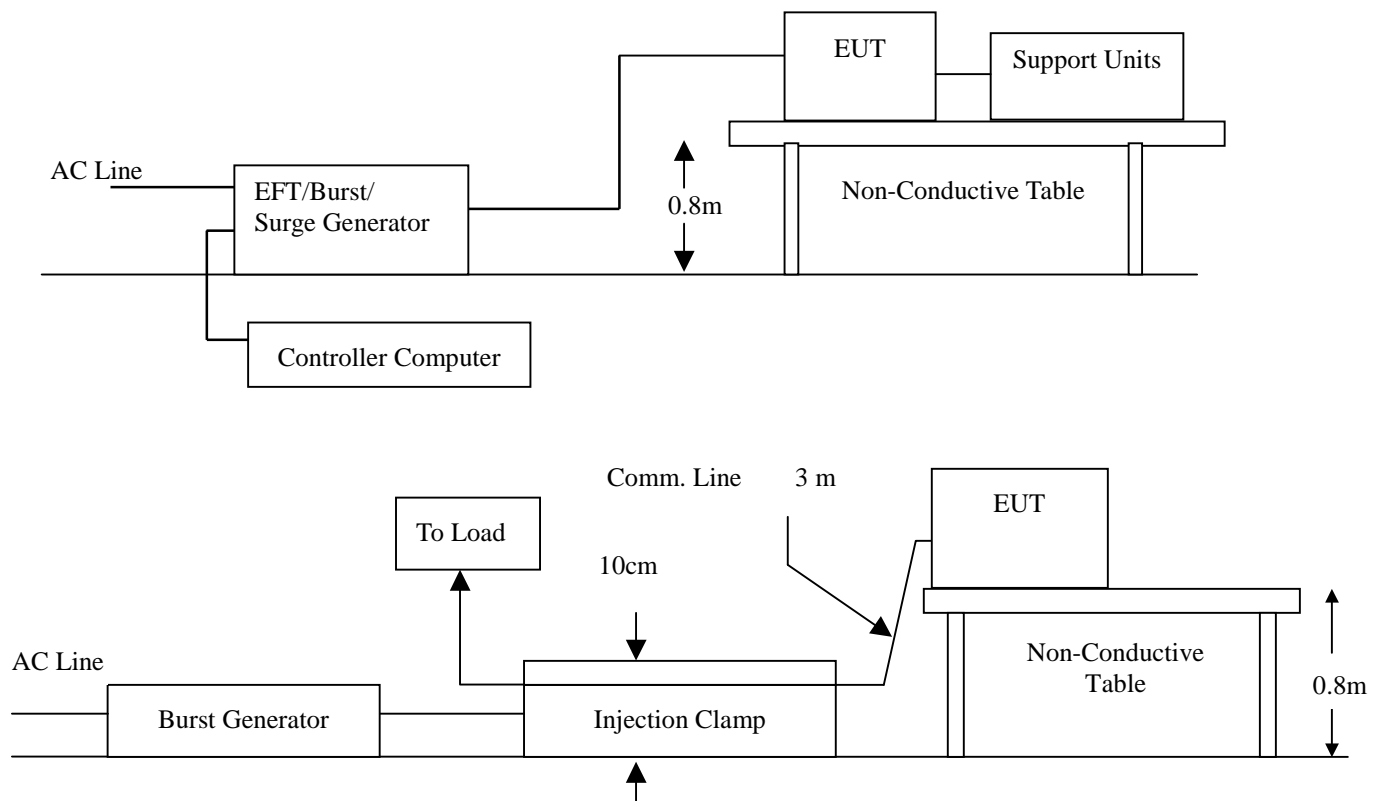 EUT
Support Units
AC Line
EFT/Burst/
Surge Generator
0.8m
Non-Conductive Table
Controller Computer
Comm. Line 3 m
EUT
To Load
10cm
AC Line
Non-Conductive
Table
0.8m
Burst Generator
Injection Clamp